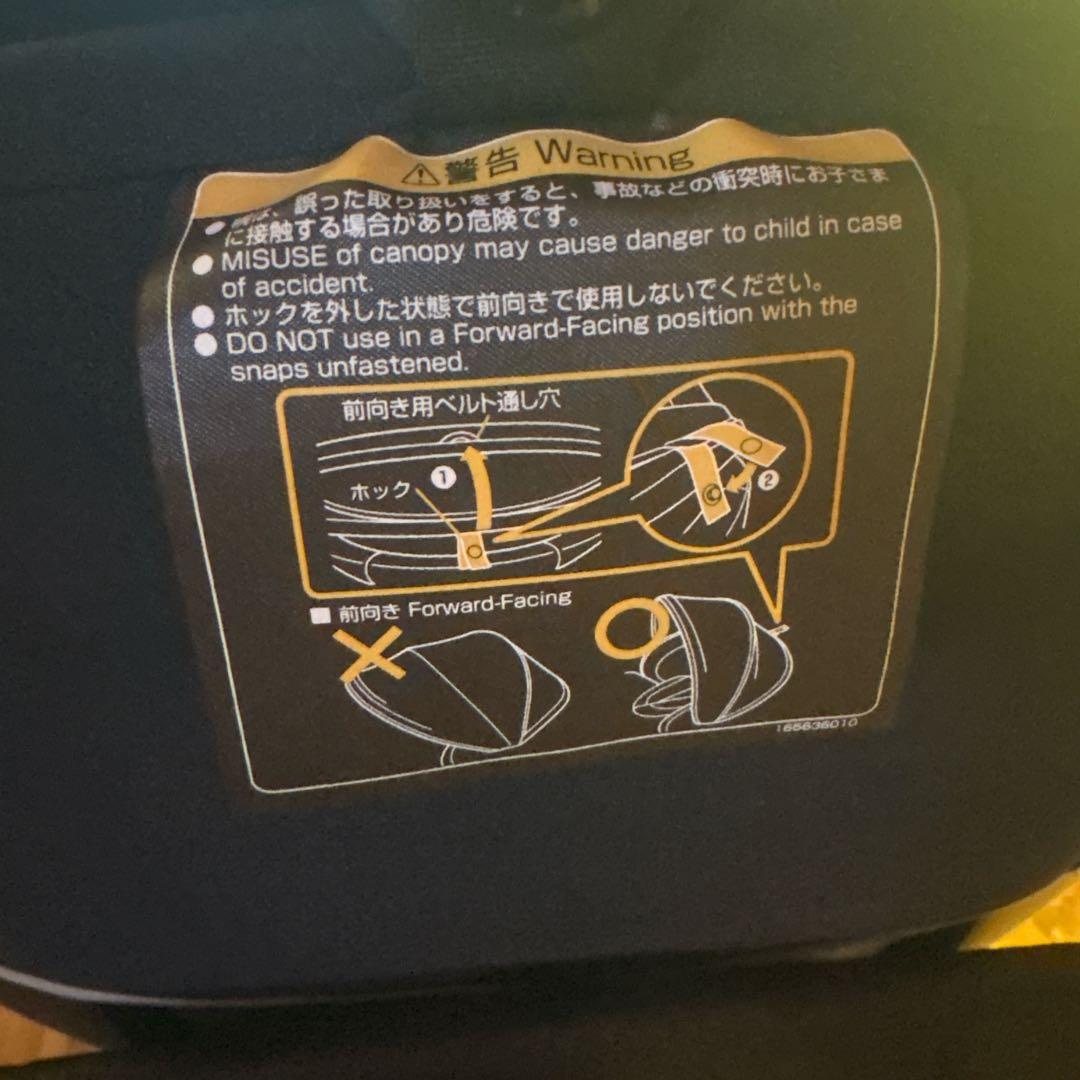 警告 Warning
は、誤った取り扱いをすると、事故などの衝突時にお子さま
に接触する場合があり危険です。
● MISUSE of canopy may cause danger to child in case
of accident.
● ホックを外した状態で前向きで使用しないでください。
● DO NOT use in a Forward-Facing position with the
snaps unfastened.
前向き用ベルト通し穴
1
ホック
2
■ 前向き Forward-Facing
165636010